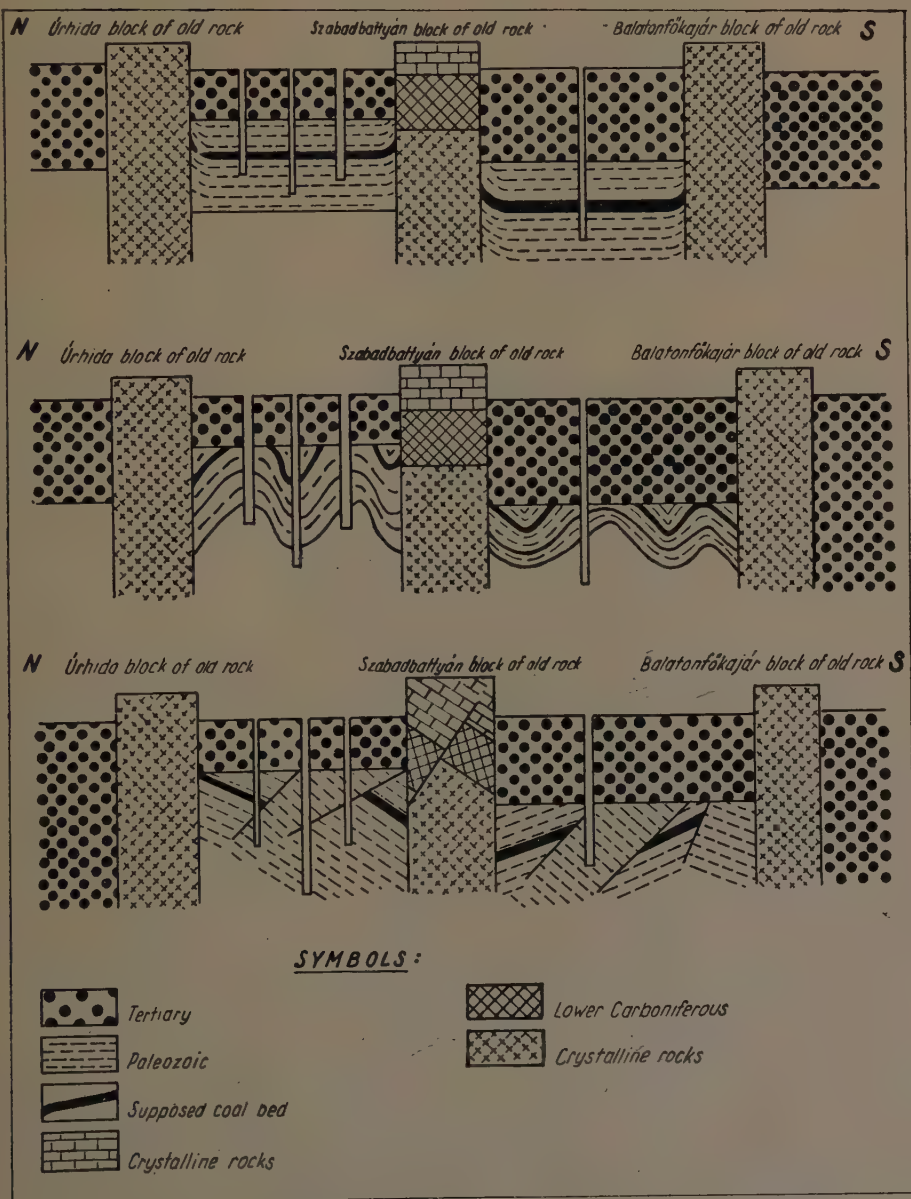 N Úrhida block of old rock Szabadbattyán block of old rock Balatonfőkajár block of old rock S
N Úrhida block of old rock Szabadbattyán block of old rock Balatonfőkajár block of old rock S
N Úrhida block of old rock Szabadbattyán block of old rock Balatonfőkajár block of old rock S
SYMBOLS:
Tertiary
Paleozoic
Supposed coal bed
Crystalline rocks
Lower Carboniferous
Crystalline rocks